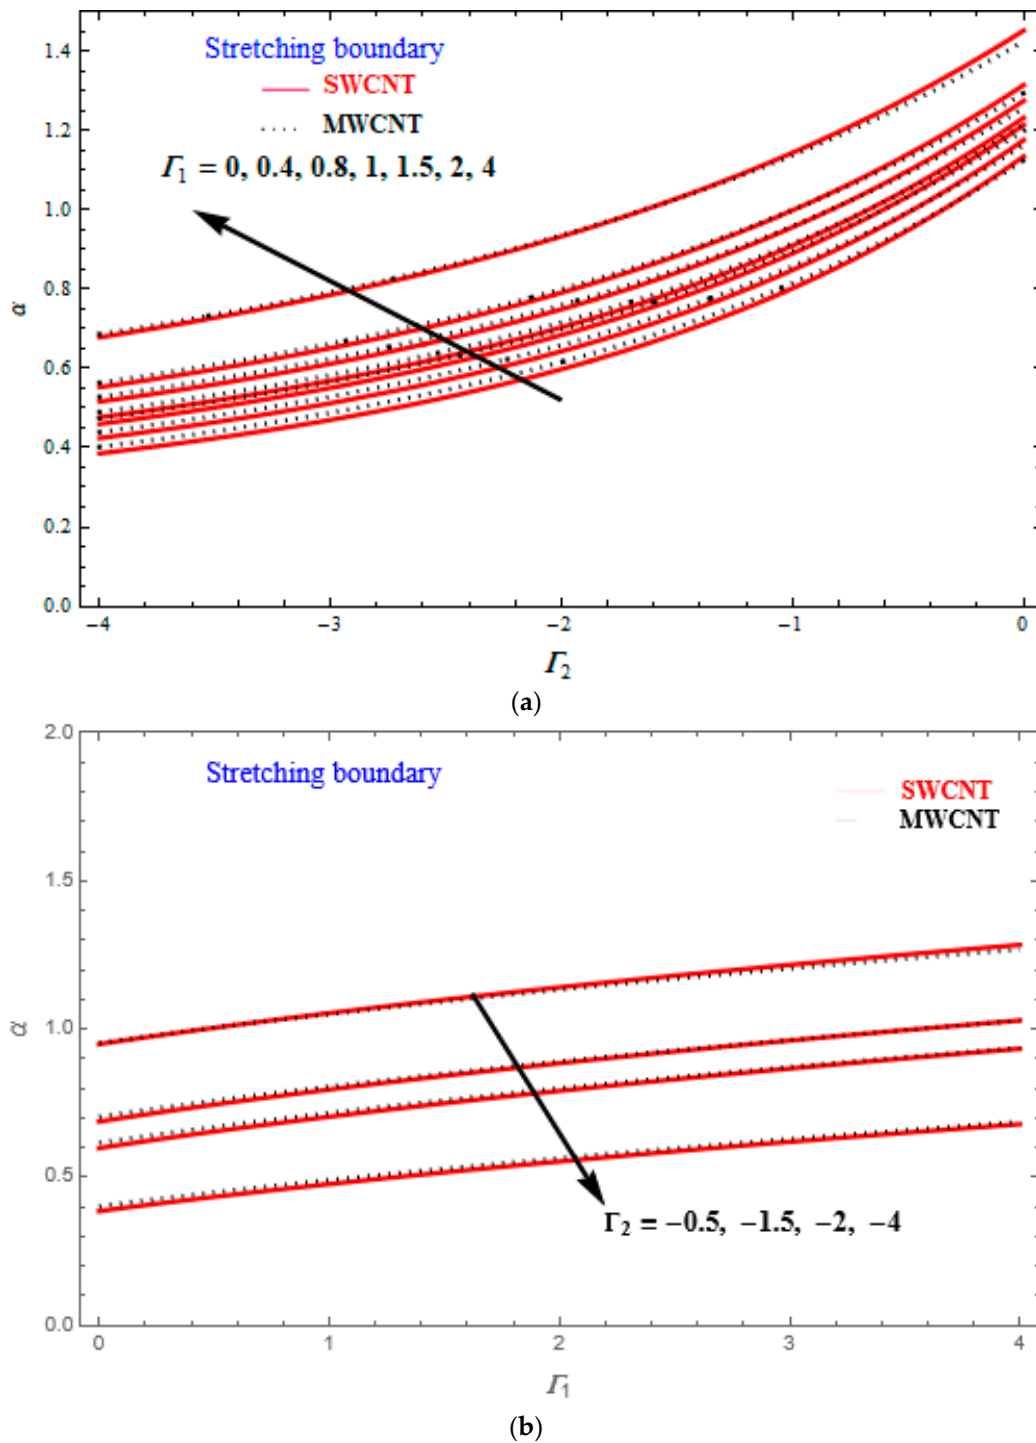 Stretching boundary
SWCNT
MWCNT
Γ1 = 0, 0.4, 0.8, 1, 1.5, 2, 4
1.4
1.2
1.0
0.8
0.6
0.4
0.2
0.0
α
−4 −3 −2 −1 0
Γ2
(a)
Stretching boundary
SWCNT
MWCNT
2.0
1.5
1.0
0.5
0.0
α
Γ2 = −0.5, −1.5, −2, −4
0 1 2 3 4
Γ1
(b)